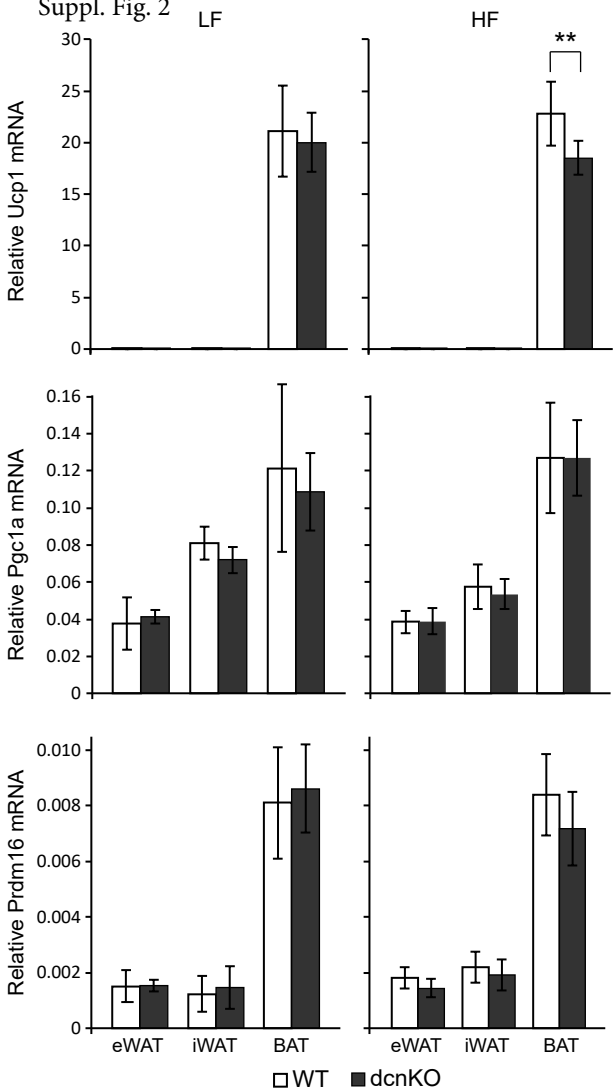 Suppl. Fig. 2
LF
HF
Relative Ucp1 mRNA
30
25
20
15
10
5
0
**
Relative Pgc1a mRNA
0.16
0.14
0.12
0.10
0.08
0.06
0.04
0.02
0
Relative Prdm16 mRNA
0.010
0.008
0.006
0.004
0.002
0
eWAT iWAT BAT
eWAT iWAT BAT
WT dcnKO